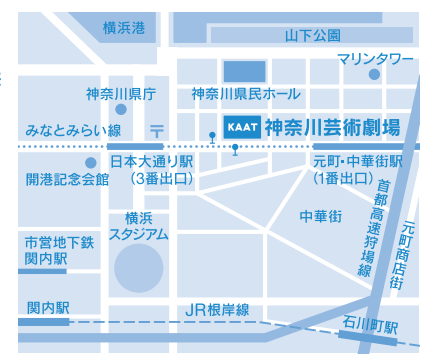 横浜港
山下公園
マリンタワー
神奈川県庁
神奈川県民ホール
みなとみらい線
〒
KAAT 神奈川芸術劇場
日本大通り駅
(3番出口)
元町・中華街駅
(1番出口)
開港記念会館
横浜
スタジアム
中華街
首都高速狩場線
元町商店街
市営地下鉄
関内駅
関内駅
JR根岸線
石川町駅